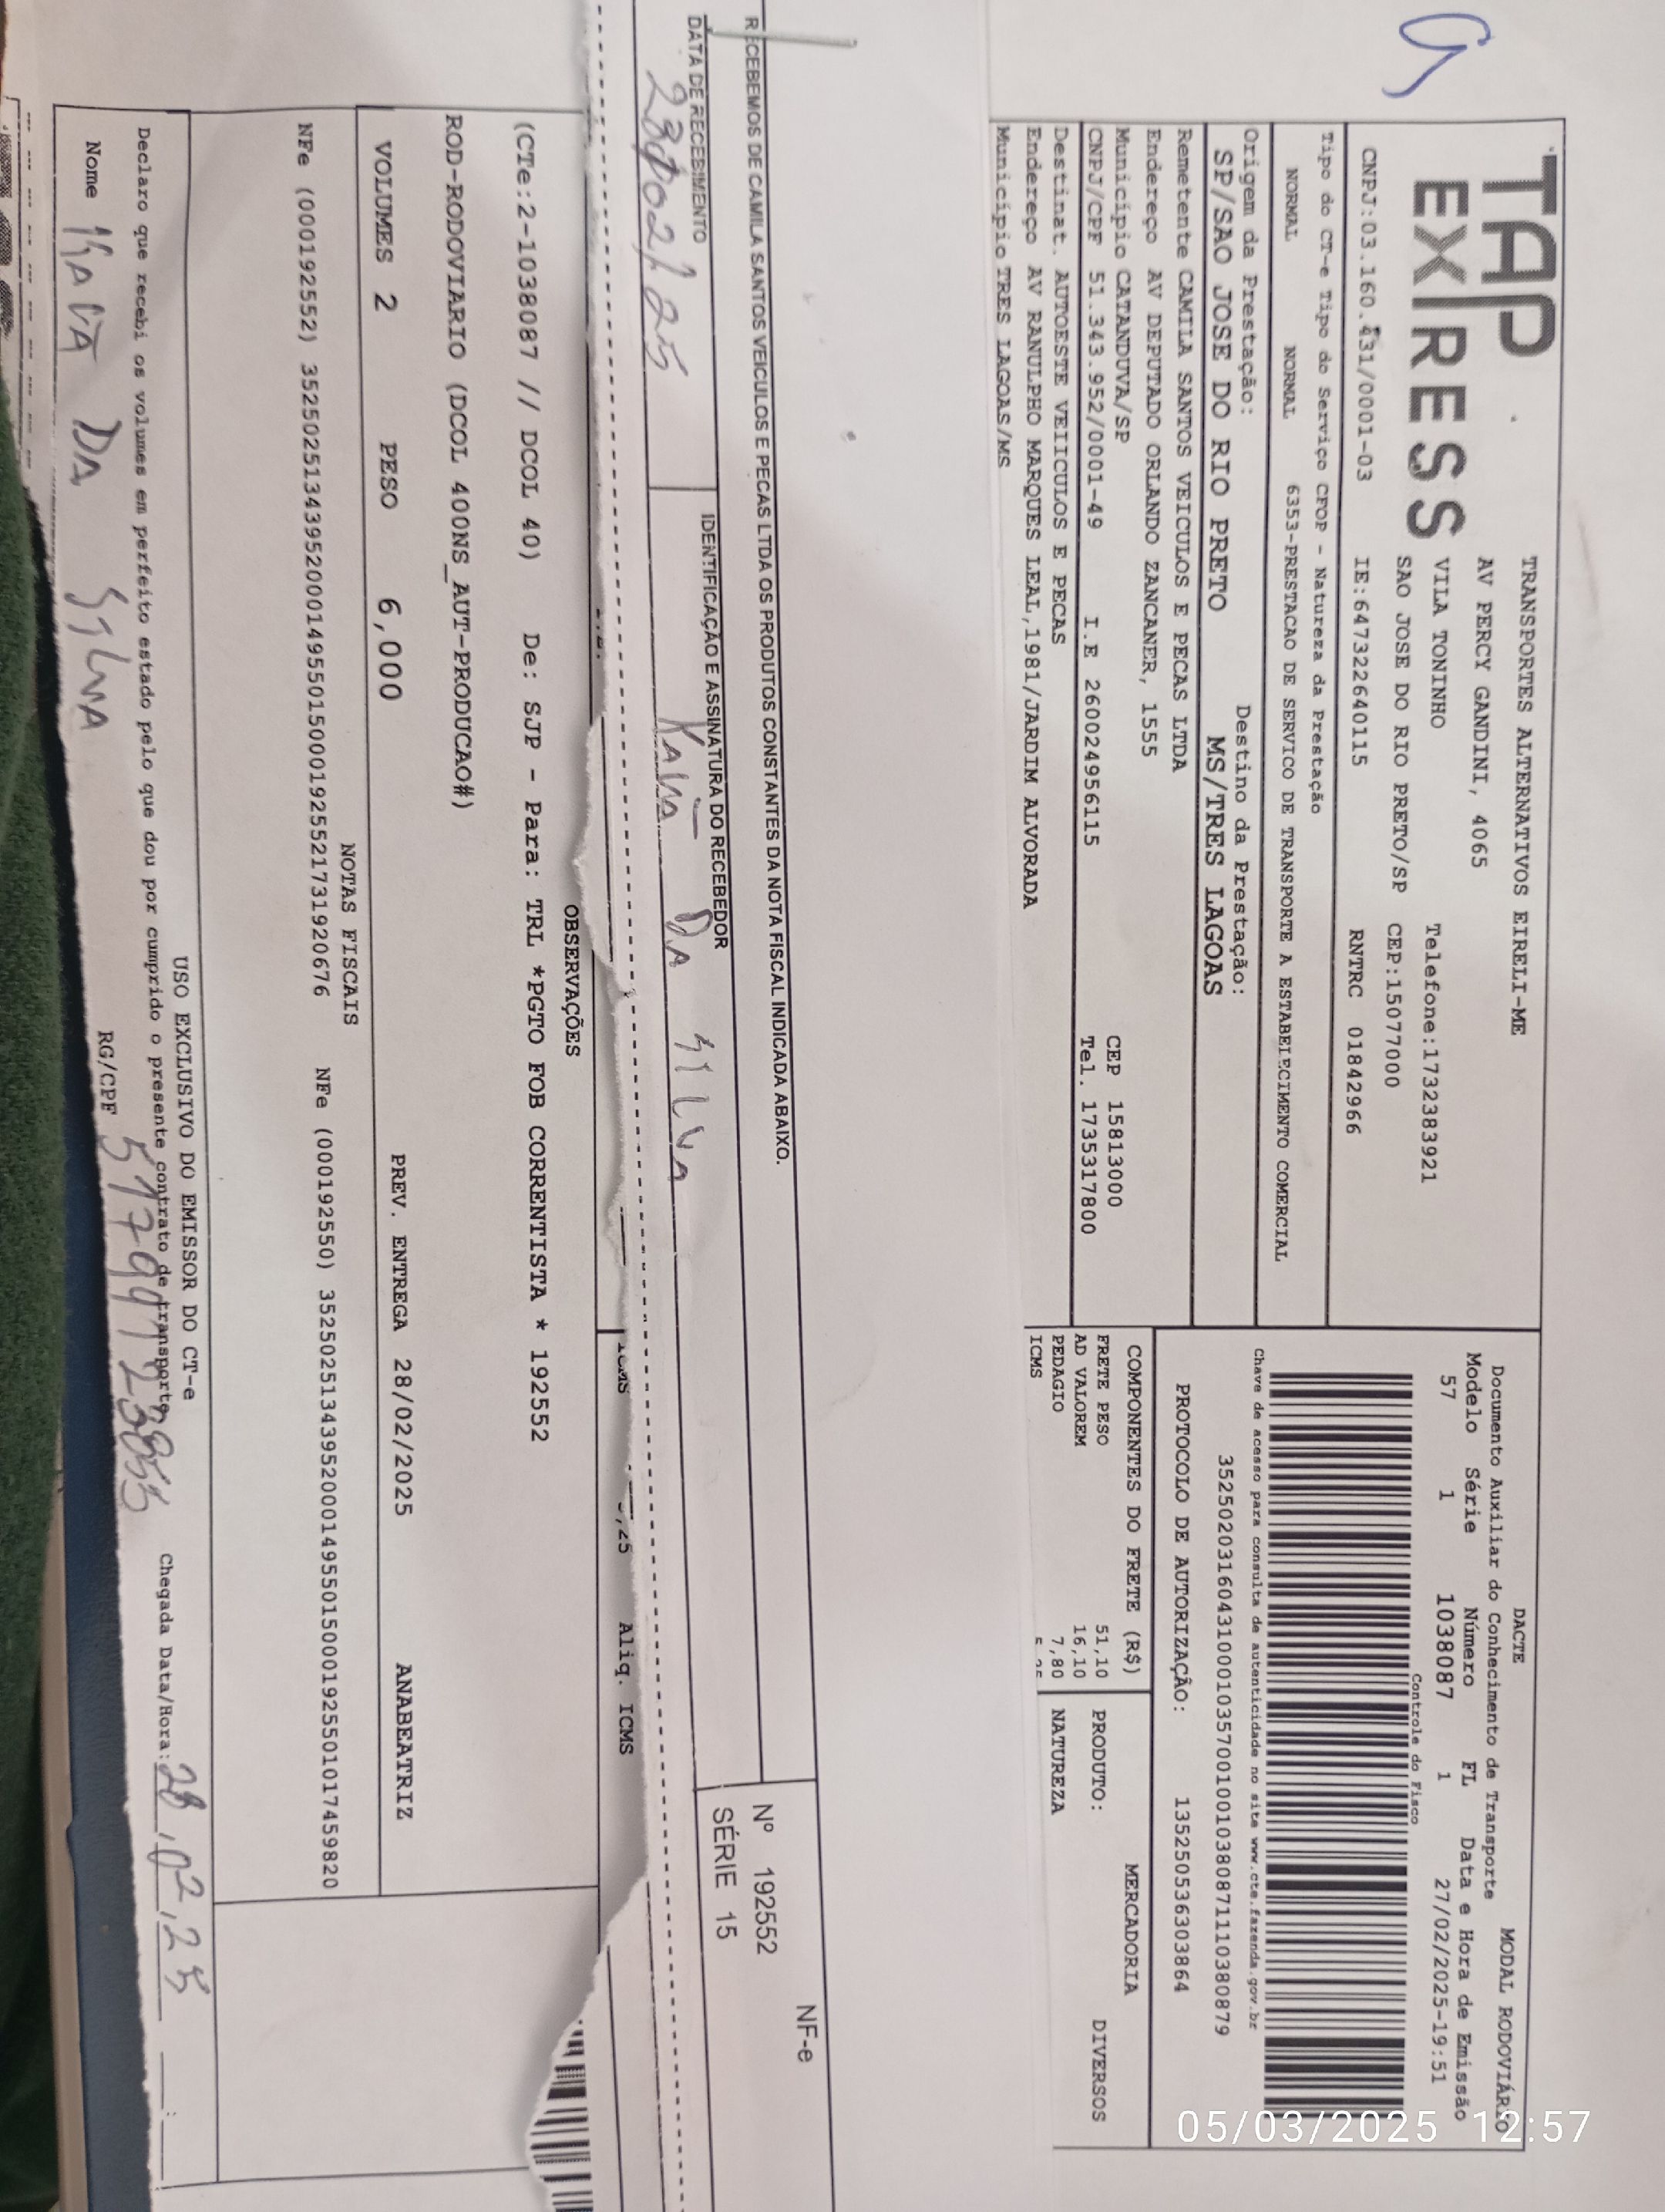 TAP
EXPRESS
TRANSPORTES ALTERNATIVOS EIRELI-ME
AV PERCY GANDINI, 4065
VILA TONINHO Telefone:1732383921
SAO JOSE DO RIO PRETO/SP CEP:15077000
CNPJ:03.160.431/0001-03 IE:647322640115 RNTRC 01842966
Tipo do CT-e Tipo do Serviço CFOP - Natureza da Prestação
NORMAL NORMAL 6353-PRESTACAO DE SERVICO DE TRANSPORTE A ESTABELECIMENTO COMERCIAL
Origem da Prestação: Destino da Prestação:
SP/SAO JOSE DO RIO PRETO MS/TRES LAGOAS
Remetente CAMILA SANTOS VEICULOS E PECAS LTDA
Endereço AV DEPUTADO ORLANDO ZANCANER, 1555
Município CATANDUVA/SP CEP 15813000
CNPJ/CPF 51.343.952/0001-49 I.E 260024956115 Tel. 1735317800
Destinat. AUTOESTE VEIICULOS E PECAS
Endereço AV RANULPHO MARQUES LEAL,1981/JARDIM ALVORADA
Município TRES LAGOAS/MS
DACTE MODAL RODOVIÁRIO
Documento Auxiliar do Conhecimento de Transporte
Modelo Série Número FL Data e Hora de Emissão
57 1 1038087 1 27/02/2025-19:51
Controle do Fisco
Chave de acesso para consulta de autenticidade no site www.cte.fazenda.gov.br
35250203160431000103570010010380871110380879
PROTOCOLO DE AUTORIZAÇÃO: 135250536303864
COMPONENTES DO FRETE (R$) MERCADORIA
FRETE PESO 51,10 PRODUTO: DIVERSOS
AD VALOREM 16,10
PEDAGIO 7,80 NATUREZA
ICMS
RECEBEMOS DE CAMILA SANTOS VEICULOS E PECAS LTDA OS PRODUTOS CONSTANTES DA NOTA FISCAL INDICADA ABAIXO.
NF-e
Nº 192552
SÉRIE 15
DATA DE RECEBIMENTO IDENTIFICAÇÃO E ASSINATURA DO RECEBEDOR
28/02/25 KAUÃ DA SILVA
ICMS Aliq. ICMS
OBSERVAÇÕES
(CTe:2-1038087 // DCOL 40) De: SJP - Para: TRL *PGTO FOB CORRENTISTA * 192552
ROD-RODOVIARIO (DCOL 400NS_AUT-PRODUCAO#)
VOLUMES 2 PESO 6,000 PREV. ENTREGA 28/02/2025 ANABEATRIZ
NOTAS FISCAIS
NFe (000192552) 35250251343952000149550150001925521731920676 NFe (000192550) 35250251343952000149550150001925501017459820
USO EXCLUSIVO DO EMISSOR DO CT-e
Declaro que recebi os volumes em perfeito estado pelo que dou por cumprido o presente contrato de transporte
Chegada Data/Hora: 28,02,25
Nome KAUÃ DA SILVA RG/CPF
05/03/2025 12:57